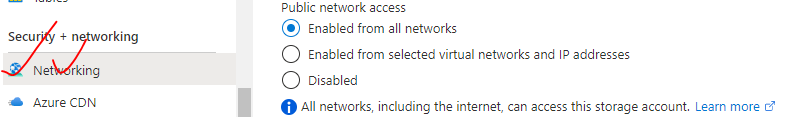 Tables
Security + networking
Networking
Azure CDN
Public network access
Enabled from all networks
Enabled from selected virtual networks and IP addresses
Disabled
All networks, including the internet, can access this storage account. Learn more